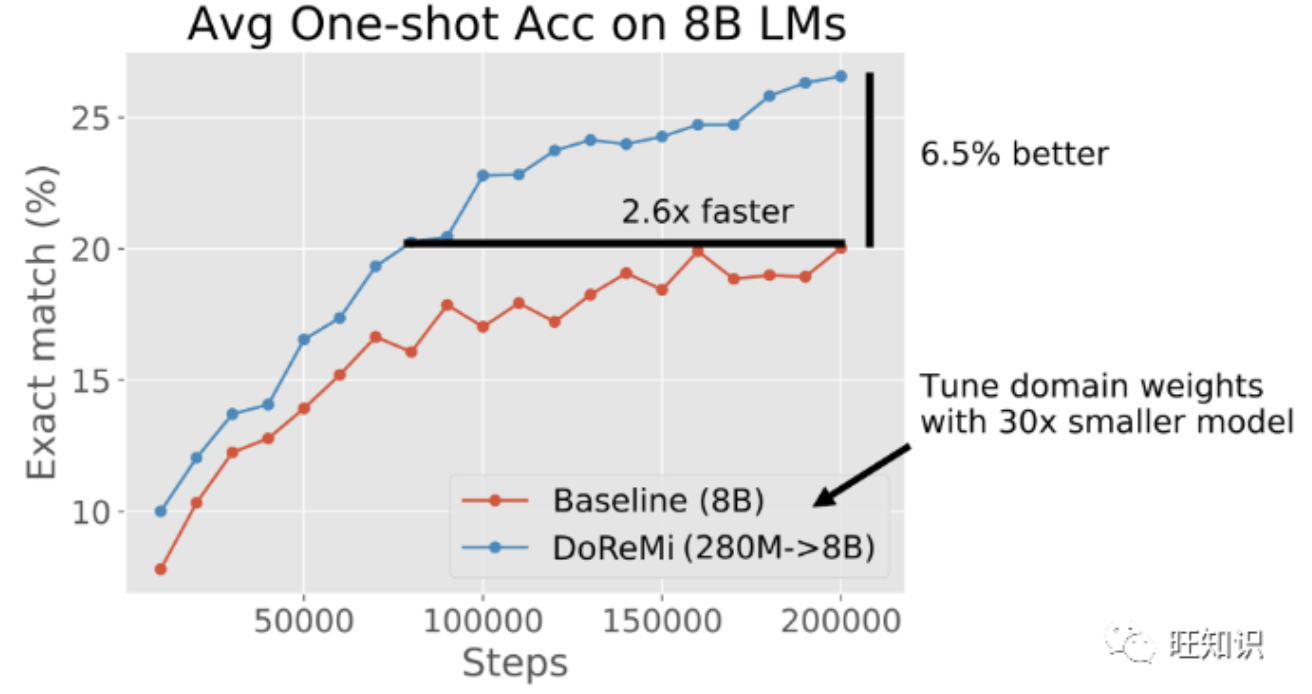 Avg One-shot Acc on 8B LMs
25
20
15
10
Exact match (%)
6.5% better
2.6x faster
Tune domain weights
with 30x smaller model
Baseline (8B)
DoReMi (280M->8B)
50000 100000 150000 200000
Steps
旺知识